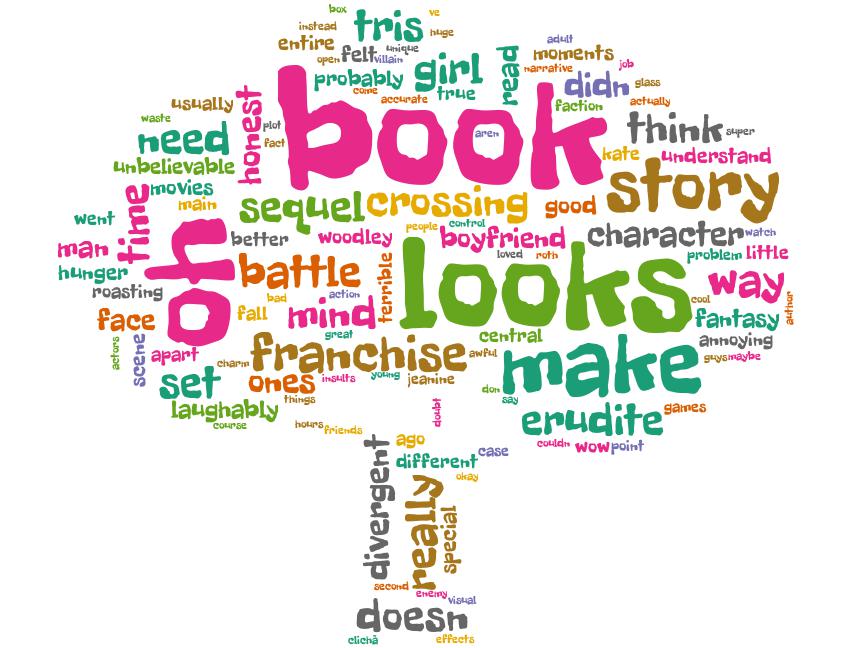 box
tris
ve
instead
huge
entire
felt
unique
open
villain
girl
read
adult
moments
narrative
job
probably
come
true
accurate
didn
glass
faction
actually
usually
honest
book
aren
waste
plot
need
fact
think
super
kate
understand
unbelievable
movies
main
time
sequel
crossing
good
story
went
people
control
oh
better
woodley
boyfriend
character
watch
man
loved
roth
problem
little
hunger
battle
terrible
looks
way
roasting
bad
action
mind
cool
author
face
fall
great
fantasy
central
annoying
actors
scene
apart
charm
franchise
awful
make
guys
maybe
set
ones
insults
young
jeanine
don
say
things
laughably
course
doubt
erudite
games
hours
friends
ago
couldn
wow
point
different
case
okay
divergent
really
special
second
enemy
visual
doesn
clichã
effects